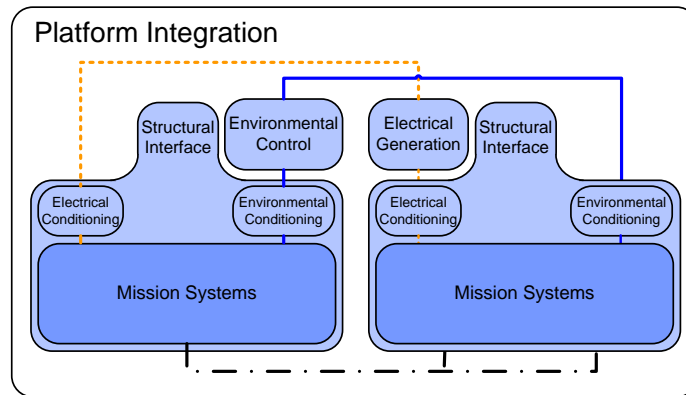 Platform Integration
Structural
Interface
Environmental
Control
Electrical
Generation
Structural
Interface
Electrical
Conditioning
Environmental
Conditioning
Electrical
Conditioning
Environmental
Conditioning
Mission Systems
Mission Systems